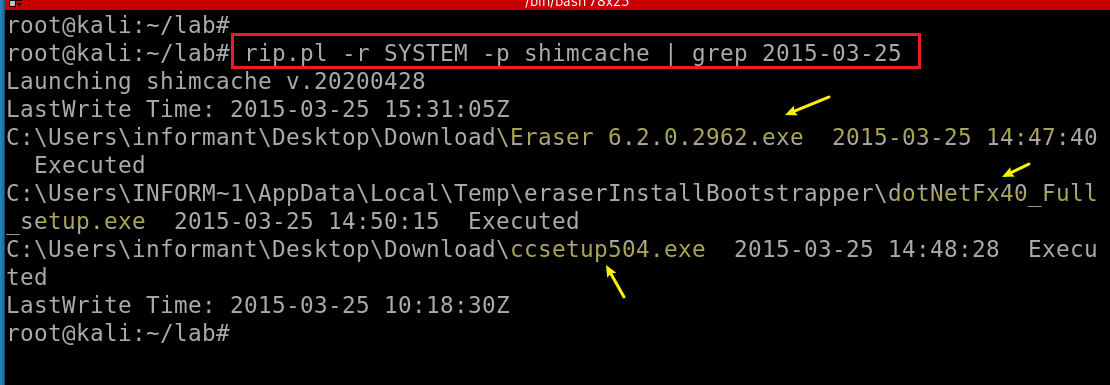 /bin/bash 78x25
root@kali:~/lab#
root@kali:~/lab# rip.pl -r SYSTEM -p shimcache | grep 2015-03-25
Launching shimcache v.20200428
LastWrite Time: 2015-03-25 15:31:05Z
C:\Users\informant\Desktop\Download\Eraser 6.2.0.2962.exe  2015-03-25 14:47:40
  Executed
C:\Users\INFORM~1\AppData\Local\Temp\eraserInstallBootstrapper\dotNetFx40_Full
_setup.exe  2015-03-25 14:50:15  Executed
C:\Users\informant\Desktop\Download\ccsetup504.exe  2015-03-25 14:48:28  Execu
ted
LastWrite Time: 2015-03-25 10:18:30Z
root@kali:~/lab#